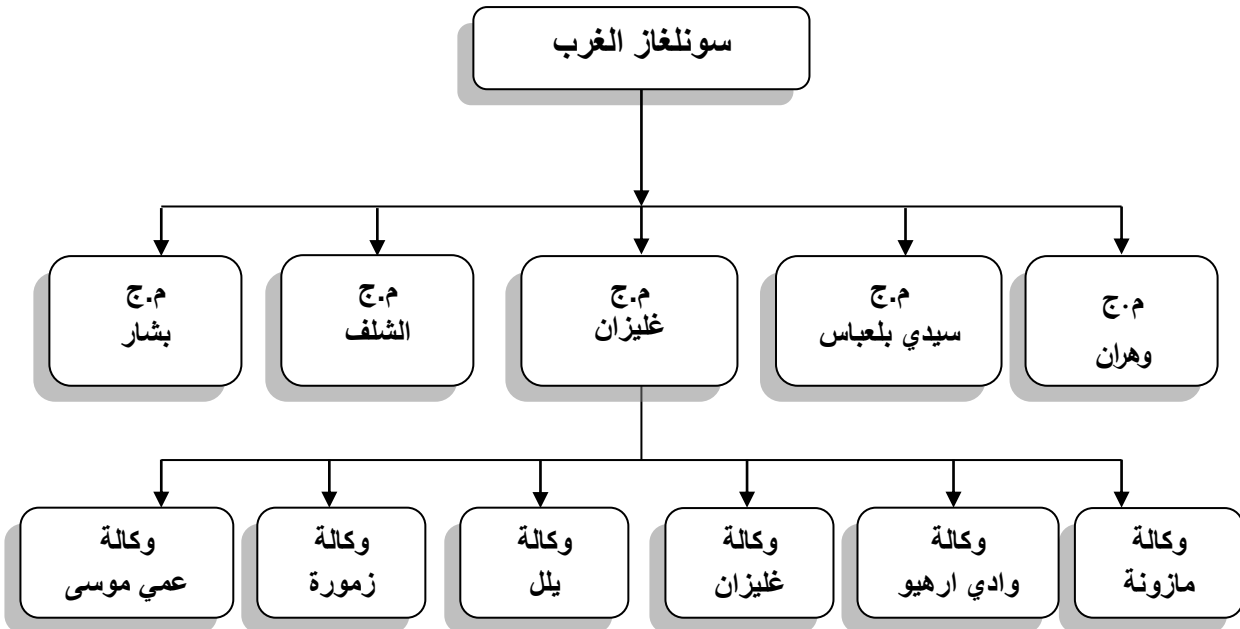 سونلغاز الغرب
م.ج
وهران
م.ج
سيدي بلعباس
م.ج
غليزان
م.ج
الشلف
م.ج
بشار
وكالة
مازونة
وكالة
وادي ارهيو
وكالة
غليزان
وكالة
يلل
وكالة
زمورة
وكالة
عمي موسى